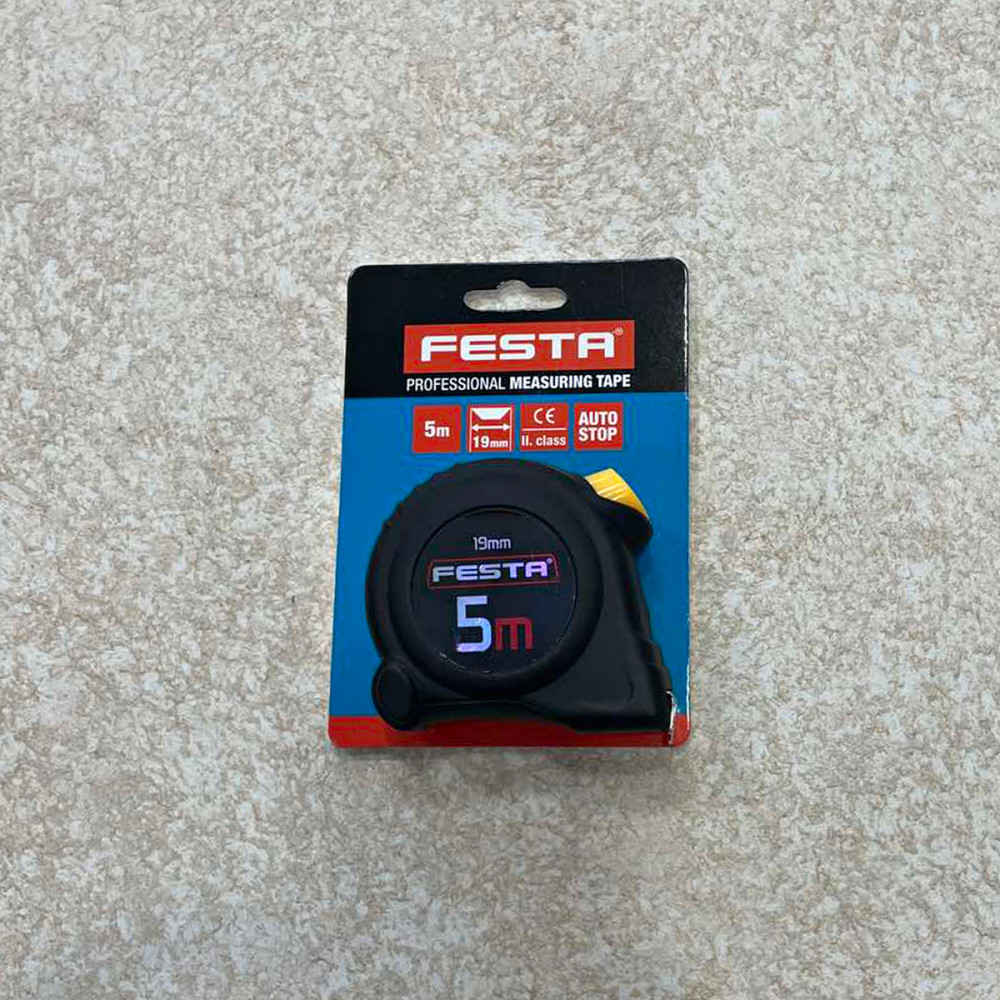 FESTA®
PROFESSIONAL MEASURING TAPE
5m
19mm
CE
II. class
AUTO
STOP
19mm
FESTA®
5m